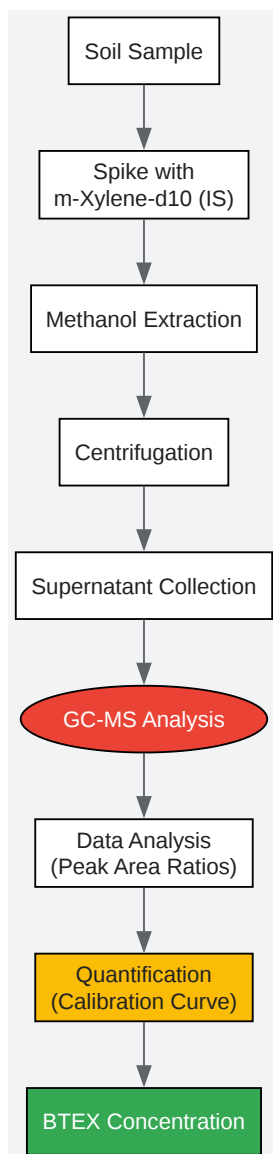 Soil Sample
Spike with
m-Xylene-d10 (IS)
Methanol Extraction
Centrifugation
Supernatant Collection
GC-MS Analysis
Data Analysis
(Peak Area Ratios)
Quantification
(Calibration Curve)
BTEX Concentration